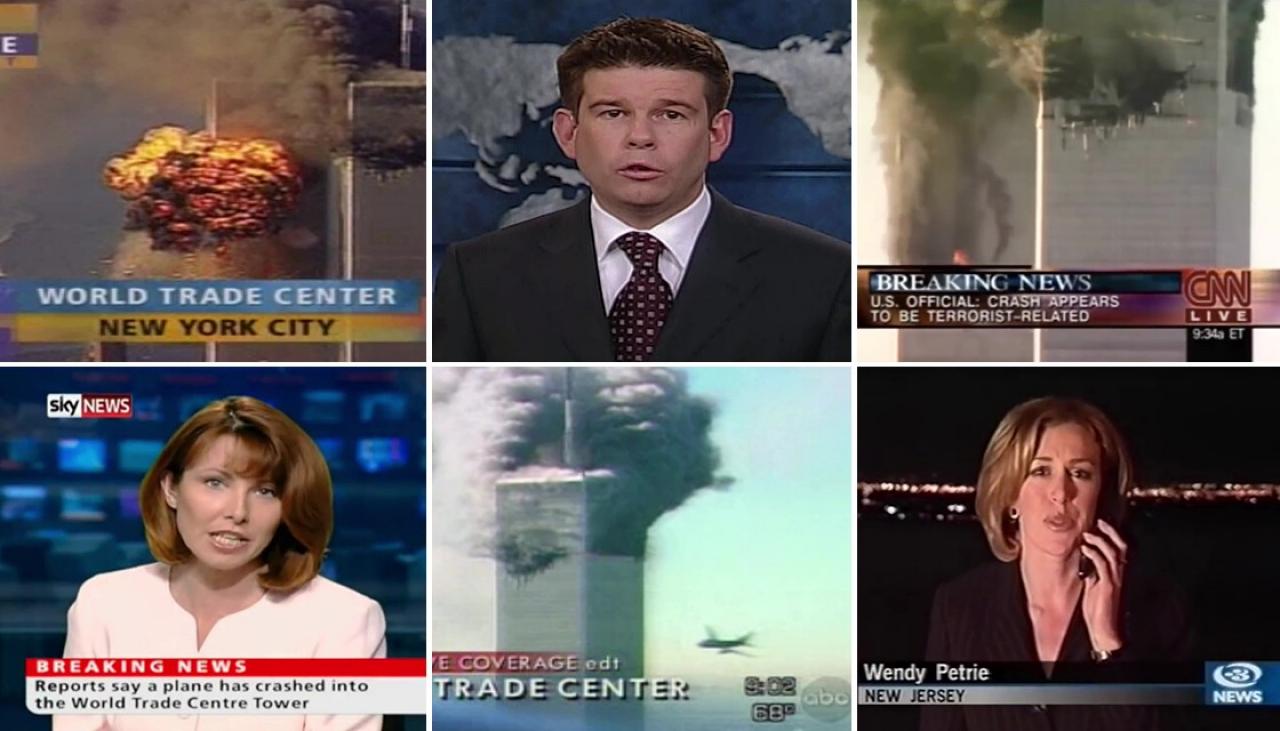 E
T
WORLD TRADE CENTER
NEW YORK CITY
BREAKING NEWS
U.S. OFFICIAL: CRASH APPEARS
TO BE TERRORIST-RELATED
CNN
LIVE
9:34a ET
sky NEWS
BREAKING NEWS
Reports say a plane has crashed into
the World Trade Centre Tower
VE COVERAGE edt
TRADE CENTER
9:02
68°
abc
Wendy Petrie
NEW JERSEY
3
NEWS